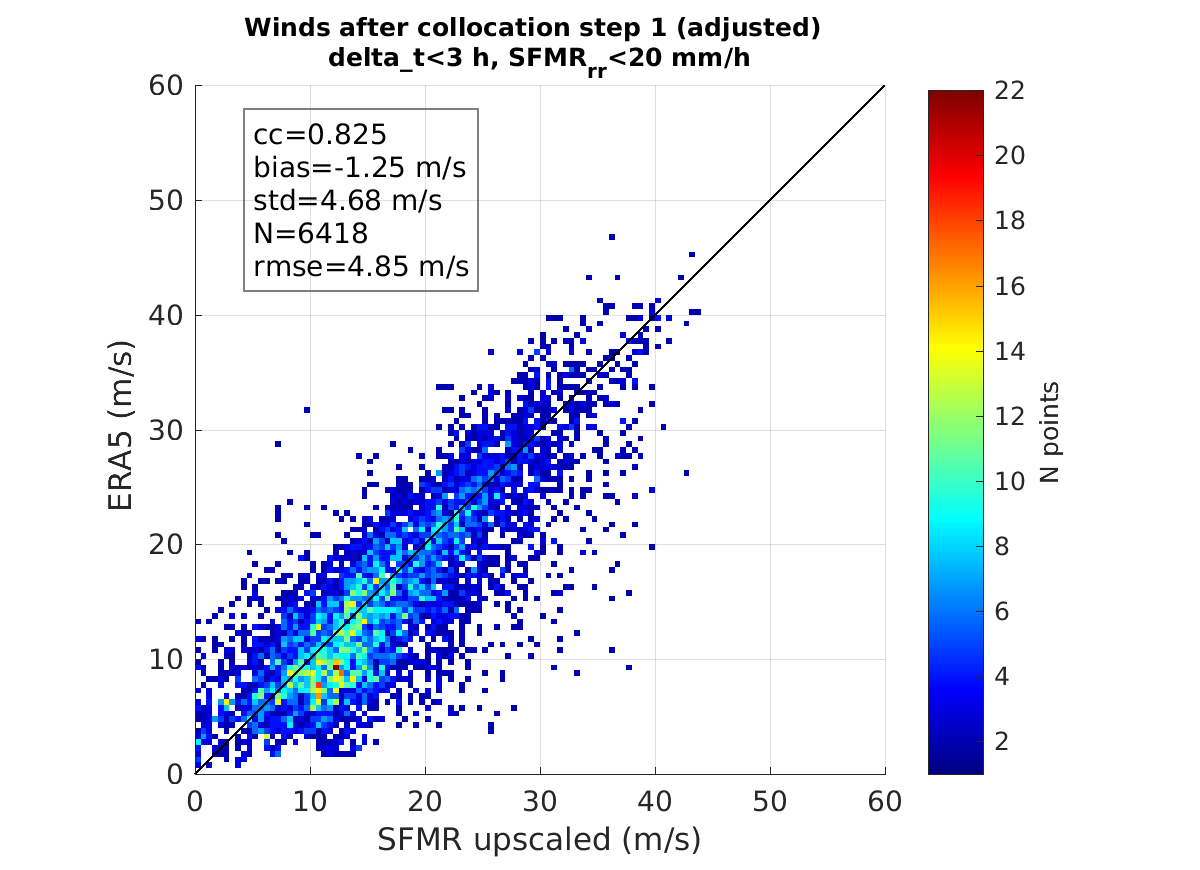 Winds after collocation step 1 (adjusted)
delta_t<3 h, SFMRrr<20 mm/h
cc=0.825
bias=-1.25 m/s
std=4.68 m/s
N=6418
rmse=4.85 m/s
60
50
40
30
20
10
0
ERA5 (m/s)
0 10 20 30 40 50 60
SFMR upscaled (m/s)
22
20
18
16
14
12
10
8
6
4
2
N points